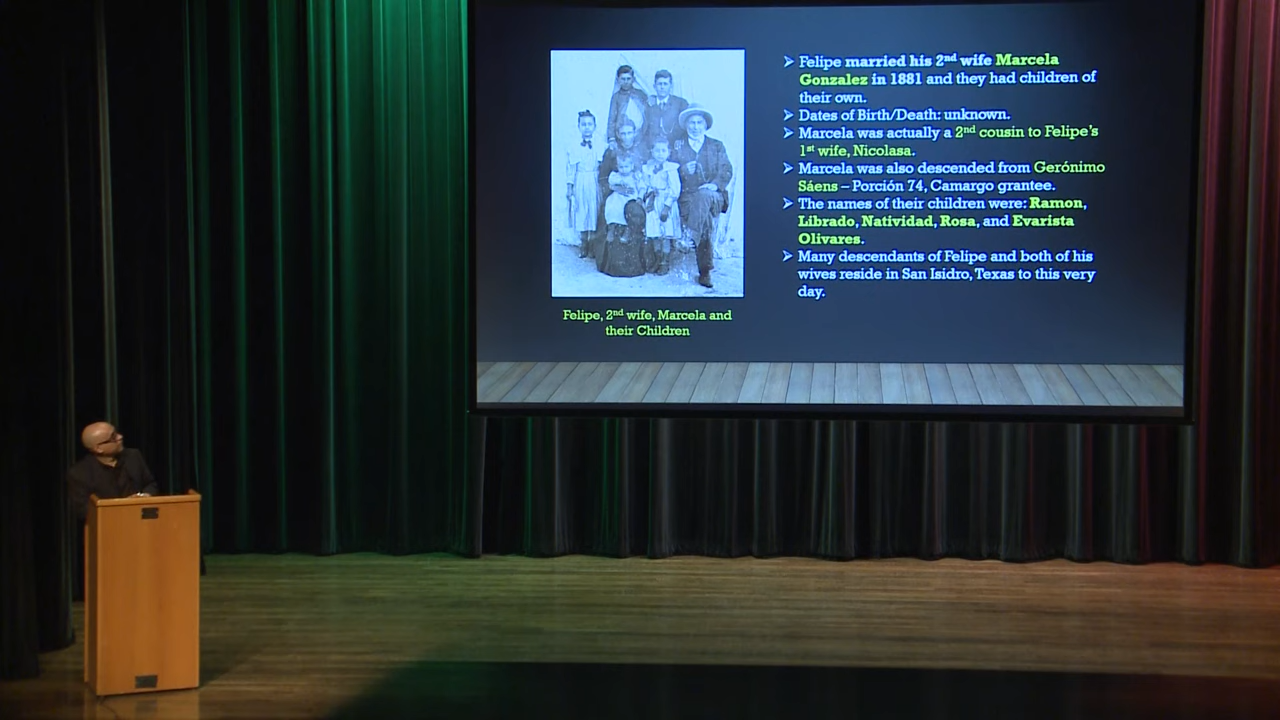 ➢ Felipe married his 2nd wife Marcela
Gonzalez in 1881 and they had children of
their own.
➢ Dates of Birth/Death: unknown.
➢ Marcela was actually a 2nd cousin to Felipe's
1st wife, Nicolasa.
➢ Marcela was also descended from Gerónimo
Sáens – Porción 74, Camargo grantee.
➢ The names of their children were: Ramon,
Librado, Natividad, Rosa, and Evarista
Olivares.
➢ Many descendants of Felipe and both of his
wives reside in San Isidro, Texas to this very
day.
Felipe, 2nd wife, Marcela and
their Children